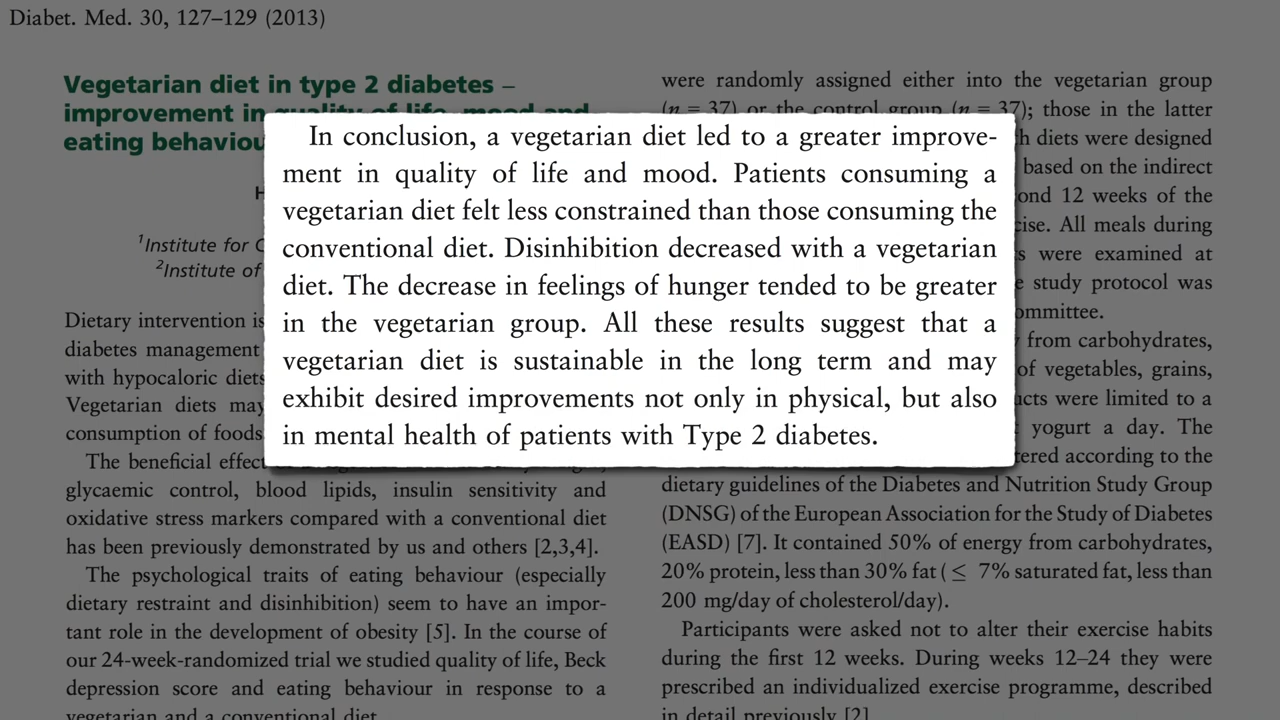 Diabet. Med. 30, 127–129 (2013)
Vegetarian diet in type 2 diabetes –
improvement in quality of life, mood and
eating behaviou
In conclusion, a vegetarian diet led to a greater improve-
ment in quality of life and mood. Patients consuming a
vegetarian diet felt less constrained than those consuming the
conventional diet. Disinhibition decreased with a vegetarian
diet. The decrease in feelings of hunger tended to be greater
in the vegetarian group. All these results suggest that a
vegetarian diet is sustainable in the long term and may
exhibit desired improvements not only in physical, but also
in mental health of patients with Type 2 diabetes.
H
1Institute for
2Institute of
Dietary intervention is
diabetes management
with hypocaloric diets
Vegetarian diets may
consumption of foods
The beneficial effect
glycaemic control, blood lipids, insulin sensitivity and
oxidative stress markers compared with a conventional diet
has been previously demonstrated by us and others [2,3,4].
The psychological traits of eating behaviour (especially
dietary restraint and disinhibition) seem to have an impor-
tant role in the development of obesity [5]. In the course of
our 24-week-randomized trial we studied quality of life, Beck
depression score and eating behaviour in response to a
vegetarian and a conventional diet.
were randomly assigned either into the vegetarian group
(n = 37) or the control group (n = 37); those in the latter
h diets were designed
based on the indirect
ond 12 weeks of the
cise. All meals during
s were examined at
e study protocol was
ommittee.
from carbohydrates,
of vegetables, grains,
ucts were limited to a
yogurt a day. The
tered according to the
dietary guidelines of the Diabetes and Nutrition Study Group
(DNSG) of the European Association for the Study of Diabetes
(EASD) [7]. It contained 50% of energy from carbohydrates,
20% protein, less than 30% fat (≤ 7% saturated fat, less than
200 mg/day of cholesterol/day).
Participants were asked not to alter their exercise habits
during the first 12 weeks. During weeks 12–24 they were
prescribed an individualized exercise programme, described
in detail previously [2]